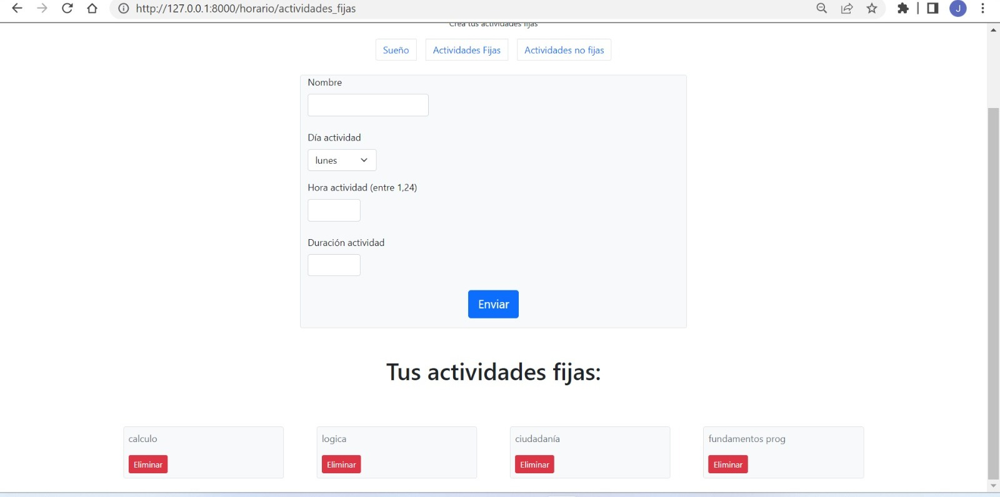 http://127.0.0.1:8000/horario/actividades_fijas
J
Crea tus actividades fijas
Sueño
Actividades Fijas
Actividades no fijas
Nombre
Día actividad
lunes
Hora actividad (entre 1,24)
Duración actividad
Enviar
Tus actividades fijas:
calculo
Eliminar
logica
Eliminar
ciudadanía
Eliminar
fundamentos prog
Eliminar